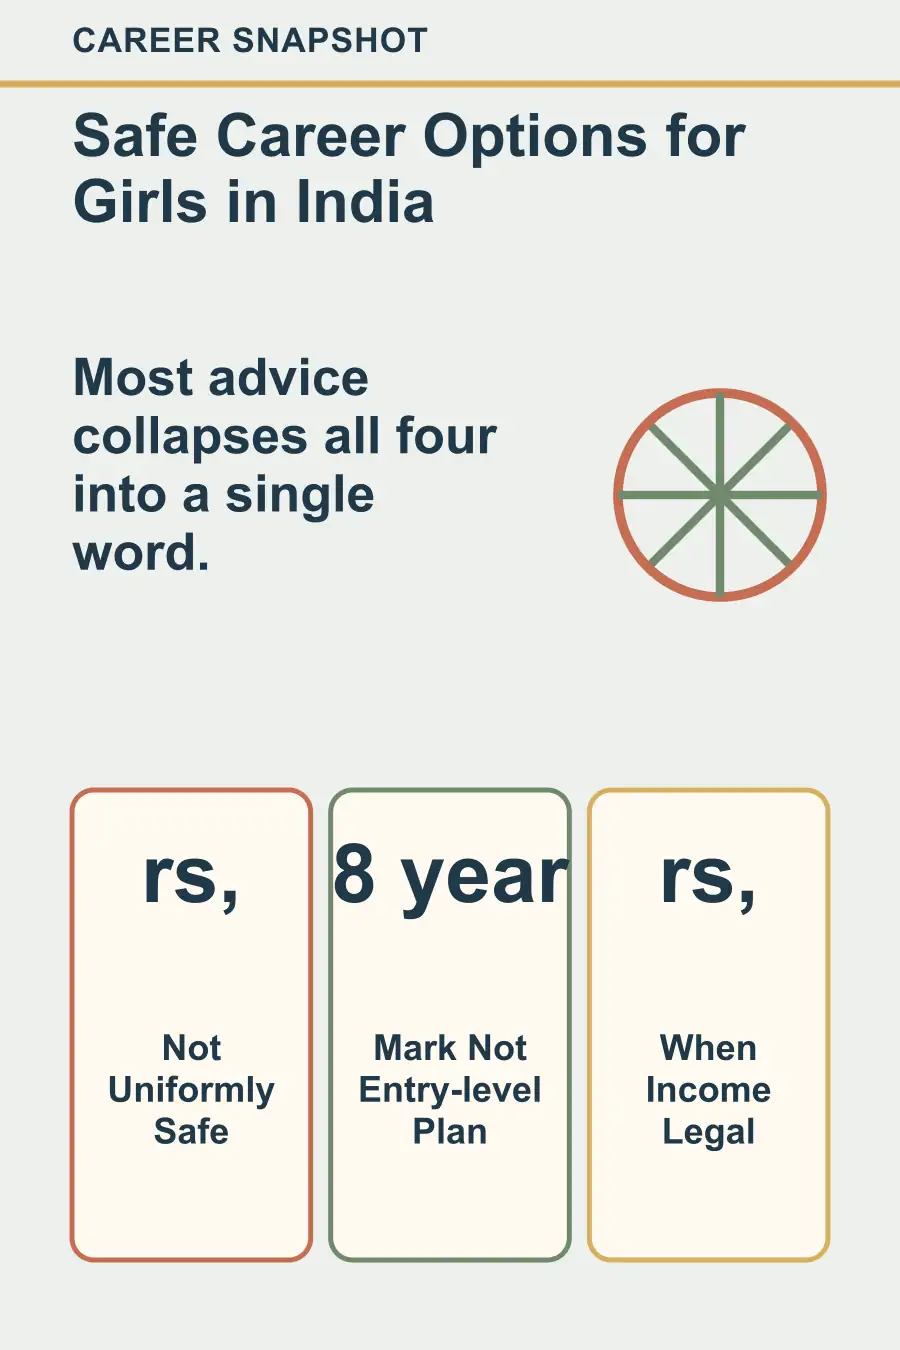 CAREER SNAPSHOT
Safe Career Options for
Girls in India
Most advice
collapses all four
into a single
word.
rs,
8 year
rs,
Not
Uniformly
Safe
Mark Not
Entry-level
Plan
When
Income
Legal